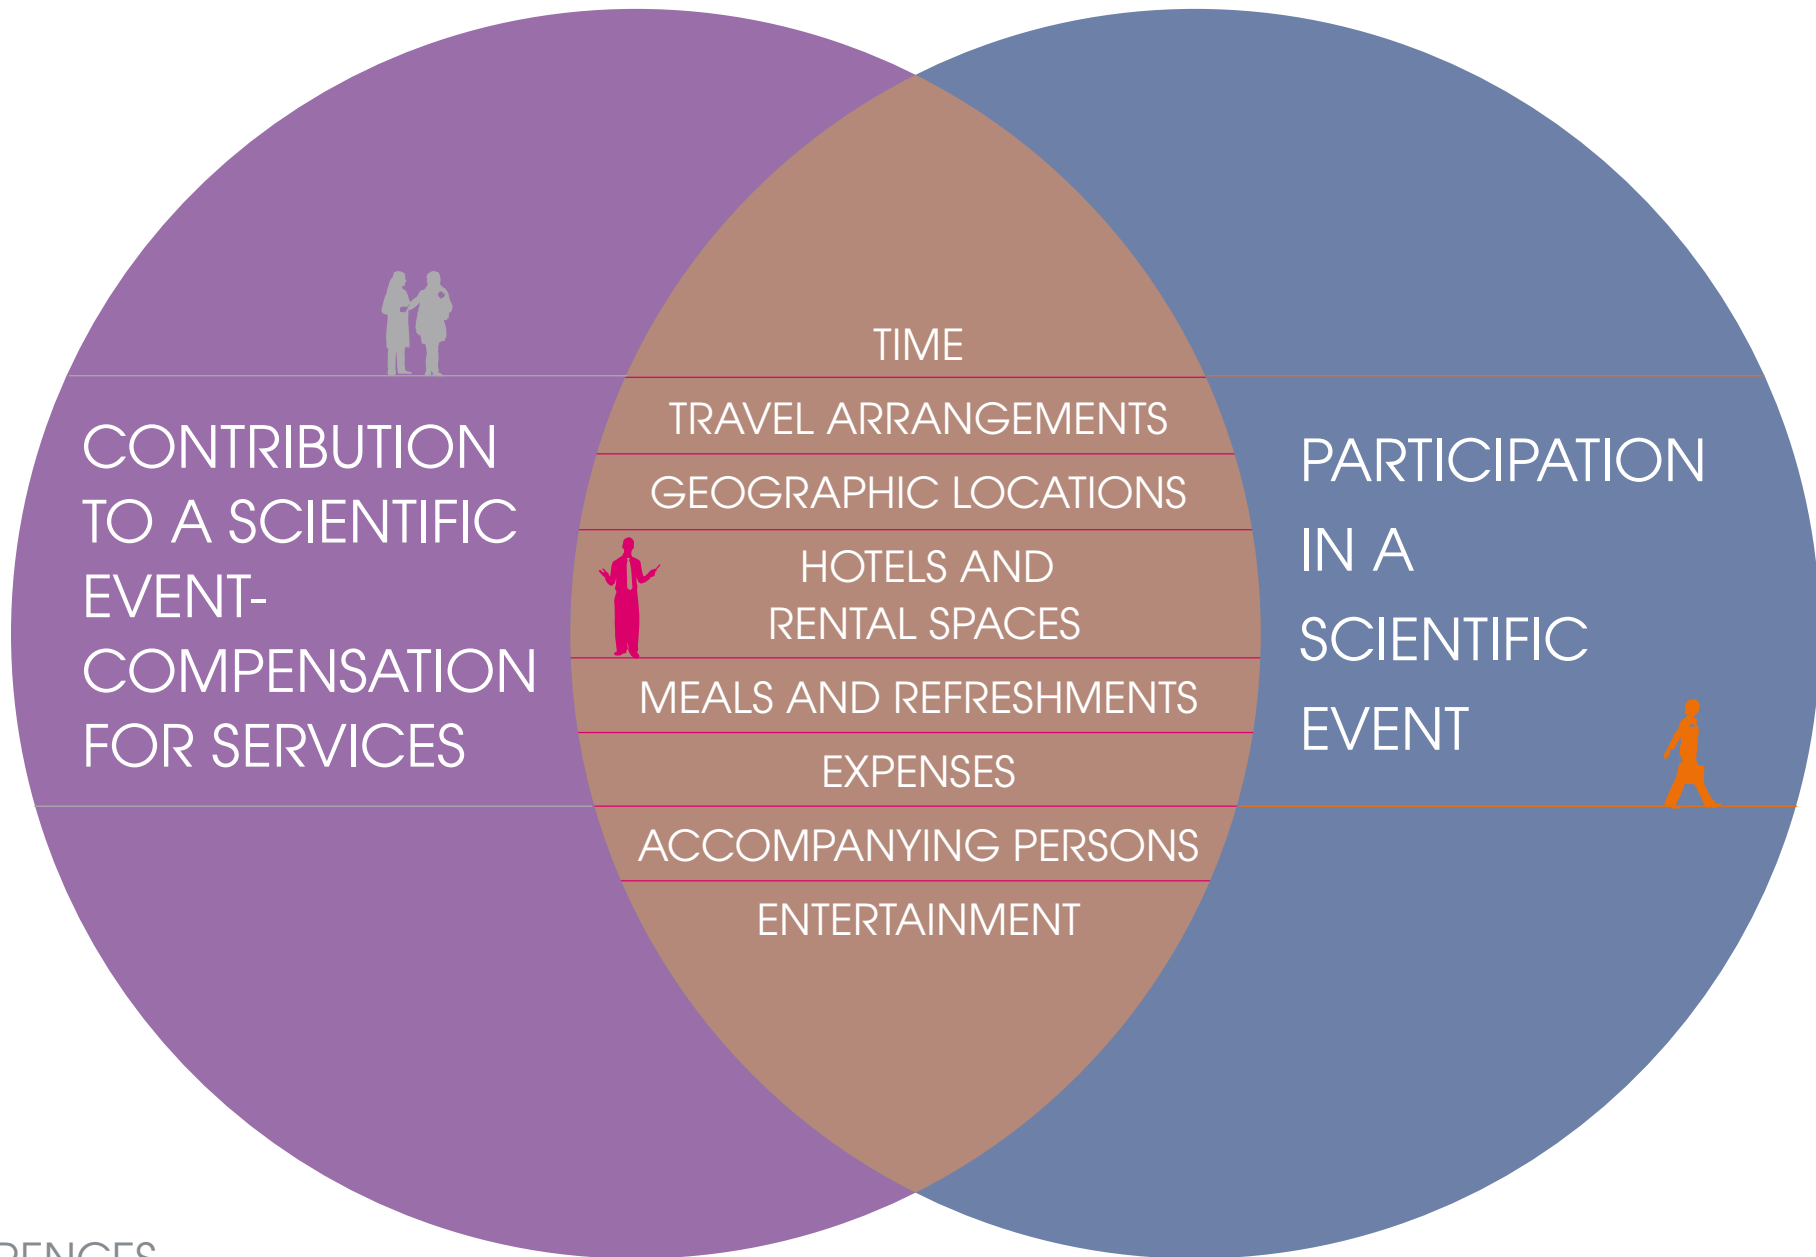 CONTRIBUTION
TO A SCIENTIFIC
EVENT-
COMPENSATION
FOR SERVICES
TIME
TRAVEL ARRANGEMENTS
GEOGRAPHIC LOCATIONS
HOTELS AND
RENTAL SPACES
MEALS AND REFRESHMENTS
EXPENSES
ACCOMPANYING PERSONS
ENTERTAINMENT
PARTICIPATION
IN A
SCIENTIFIC
EVENT